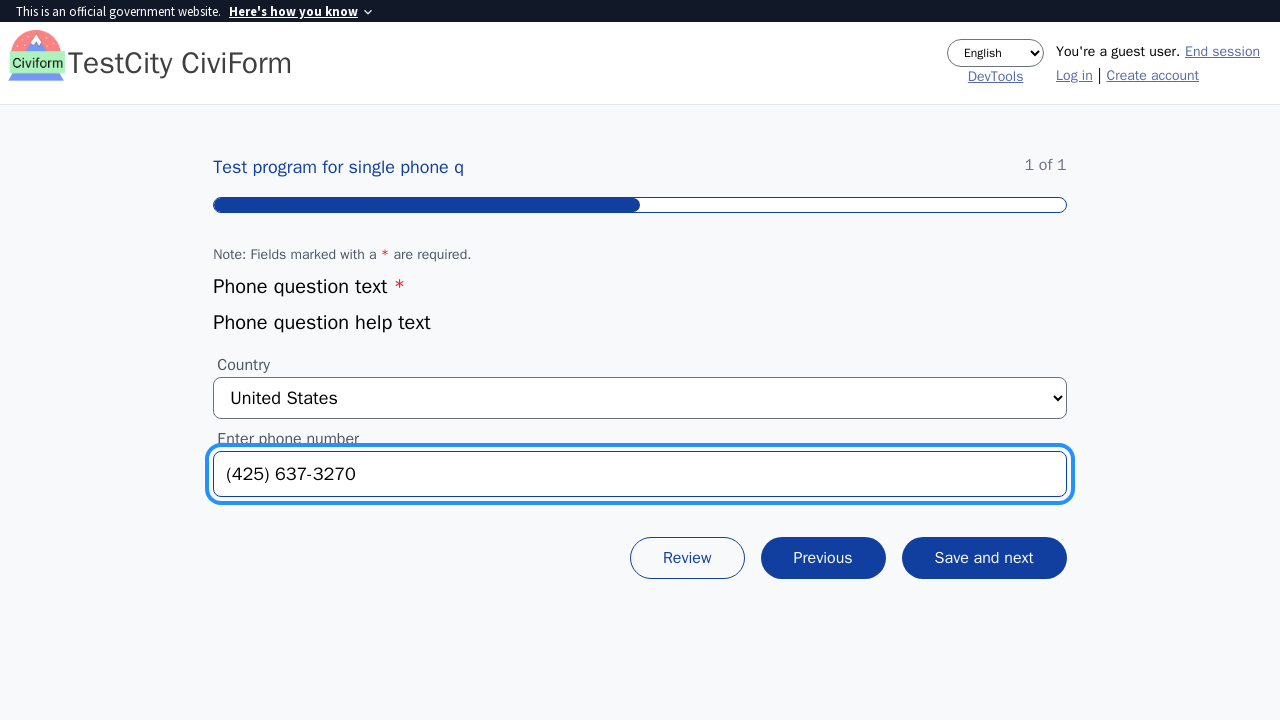 This is an official government website. Here's how you know
Civiform TestCity CiviForm
English
DevTools
You're a guest user. End session
Log in | Create account
Test program for single phone q
1 of 1
Note: Fields marked with a * are required.
Phone question text *
Phone question help text
Country
United States
Enter phone number
(425) 637-3270
Review
Previous
Save and next